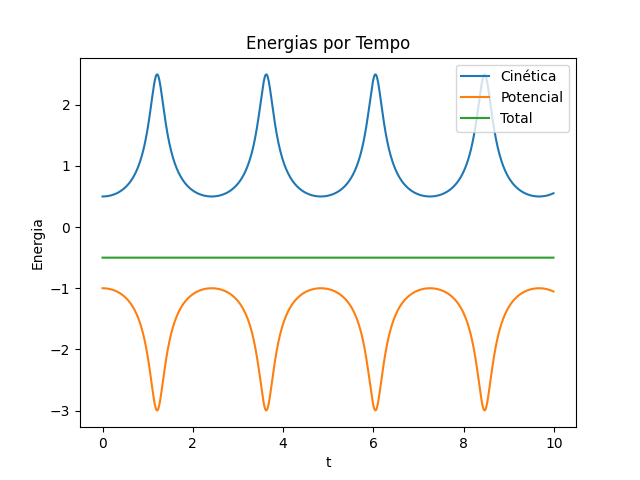 Energias por Tempo
Cinética
Potencial
Total
Energia
2
1
0
−1
−2
−3
0
2
4
6
8
10
t